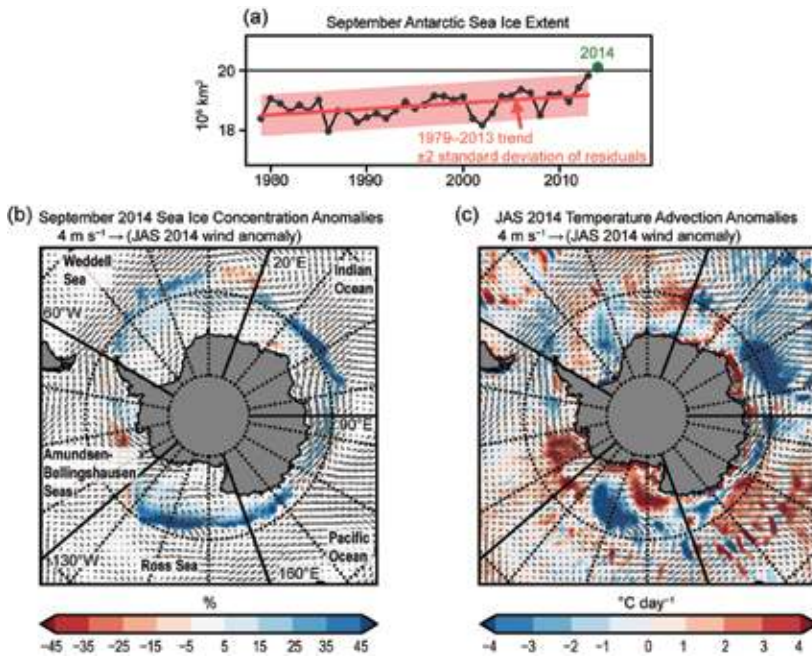 (a)
September Antarctic Sea Ice Extent
2014
20
18
10⁶ km²
1979–2013 trend
±2 standard deviation of residuals
1980 1990 2000 2010
(b)
September 2014 Sea Ice Concentration Anomalies
4 m s⁻¹ → (JAS 2014 wind anomaly)
Weddell
Sea
20°E
Indian
Ocean
60°W
90°E
Amundsen-
Bellingshausen
Seas
130°W
Ross Sea
160°E
Pacific
Ocean
%
−45 −35 −25 −15 −5 5 15 25 35 45
(c)
JAS 2014 Temperature Advection Anomalies
4 m s⁻¹ → (JAS 2014 wind anomaly)
°C day⁻¹
−4 −3 −2 −1 0 1 2 3 4